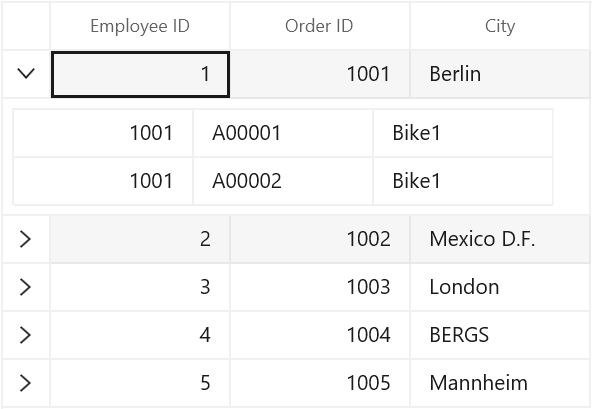 Employee ID Order ID City
1 1001 Berlin
1001 A00001 Bike1
1001 A00002 Bike1
2 1002 Mexico D.F.
3 1003 London
4 1004 BERGS
5 1005 Mannheim